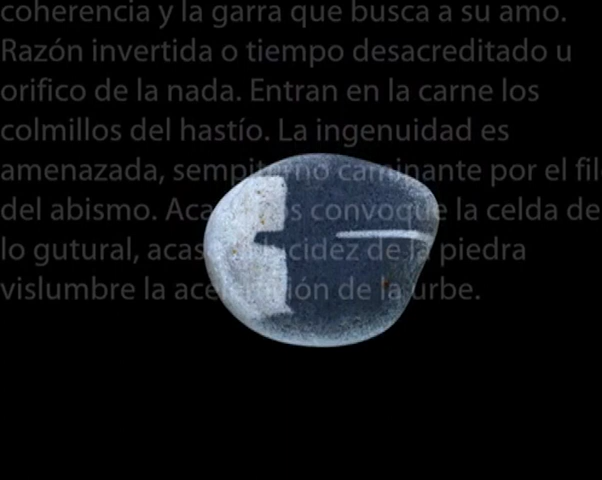 coherencia y la garra que busca a su amo.
Razón invertida o tiempo desacreditado u
orifico de la nada. Entran en la carne los
colmillos del hastío. La ingenuidad es
amenazada, sempiterno caminante por el
del abismo. convoque la celda de
lo gutural, de la piedra
vislumbre la de la urbe.